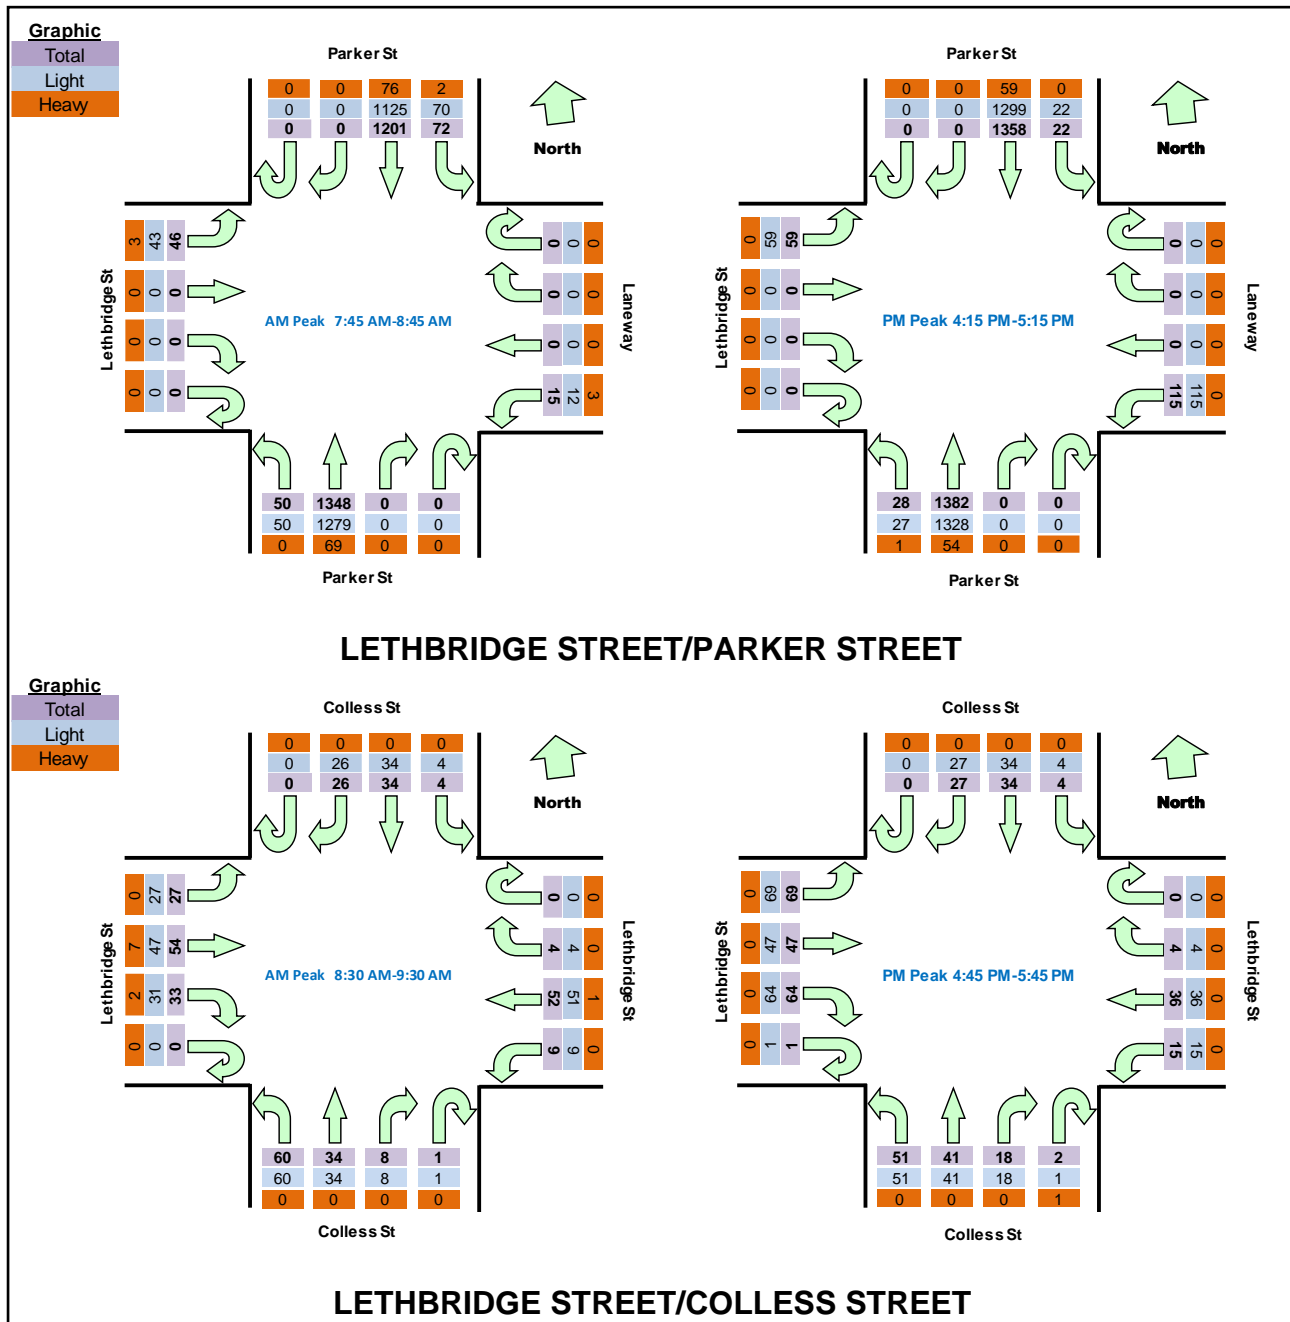 Graphic
Total
Light
Heavy
Parker St
0 0 76 2
0 0 1125 70
0 0 1201 72
North
Lethbridge St
3 43 46
0 0 0
0 0 0
0 0 0
AM Peak 7:45 AM-8:45 AM
0 0 0
0 0 0
0 0 0
15 12 3
Laneway
50 1348 0 0
50 1279 0 0
0 69 0 0
Parker St
Parker St
0 0 59 0
0 0 1299 22
0 0 1358 22
North
Lethbridge St
0 59 59
0 0 0
0 0 0
0 0 0
PM Peak 4:15 PM-5:15 PM
0 0 0
0 0 0
0 0 0
115 115 0
Laneway
28 1382 0 0
27 1328 0 0
1 54 0 0
Parker St
LETHBRIDGE STREET/PARKER STREET
Graphic
Total
Light
Heavy
Colless St
0 0 0 0
0 26 34 4
0 26 34 4
North
Lethbridge St
0 27 27
7 47 54
2 31 33
0 0 0
AM Peak 8:30 AM-9:30 AM
0 0 0
4 4 0
52 51 1
9 9 0
Lethbridge St
60 34 8 1
60 34 8 1
0 0 0 0
Colless St
Colless St
0 0 0 0
0 27 34 4
0 27 34 4
North
Lethbridge St
0 69 69
0 47 47
0 64 64
0 1 1
PM Peak 4:45 PM-5:45 PM
0 0 0
4 4 0
36 36 0
15 15 0
Lethbridge St
51 41 18 2
51 41 18 1
0 0 0 1
Colless St
LETHBRIDGE STREET/COLLESS STREET